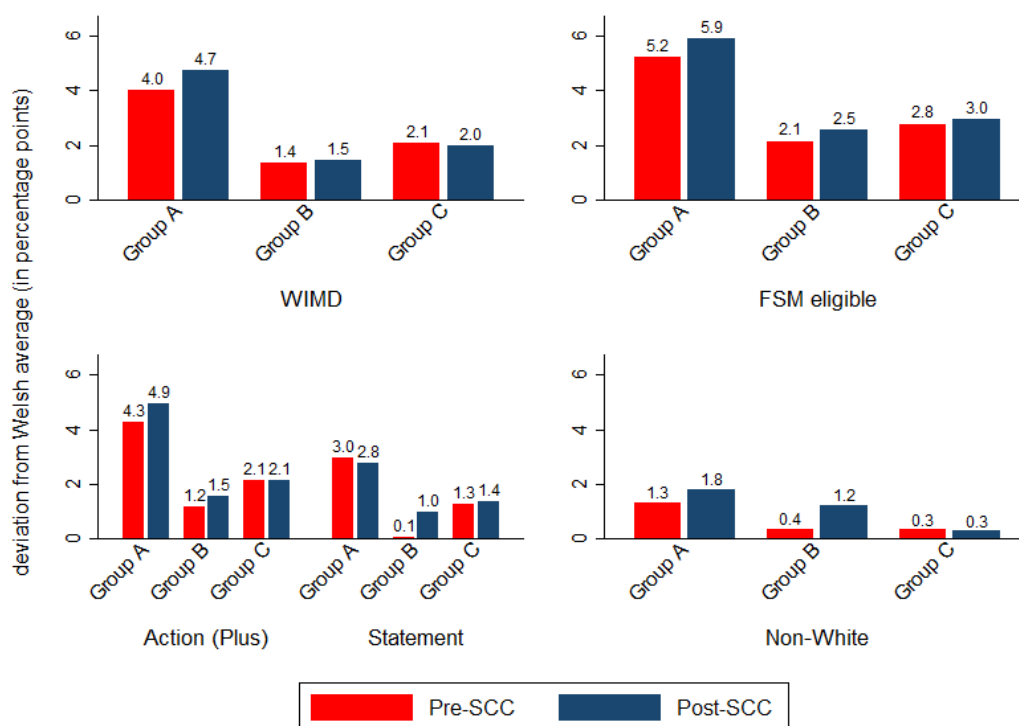 deviation from Welsh average (in percentage points)
6
4
2
0
4.0
4.7
1.4
1.5
2.1
2.0
Group A
Group B
Group C
WIMD
6
4
2
0
5.2
5.9
2.1
2.5
2.8
3.0
Group A
Group B
Group C
FSM eligible
6
4
2
0
4.3
4.9
1.2
1.5
2.1
2.1
3.0
2.8
0.1
1.0
1.3
1.4
Group A
Group B
Group C
Group A
Group B
Group C
Action (Plus)
Statement
6
4
2
0
1.3
1.8
0.4
1.2
0.3
0.3
Group A
Group B
Group C
Non-White
Pre-SCC
Post-SCC